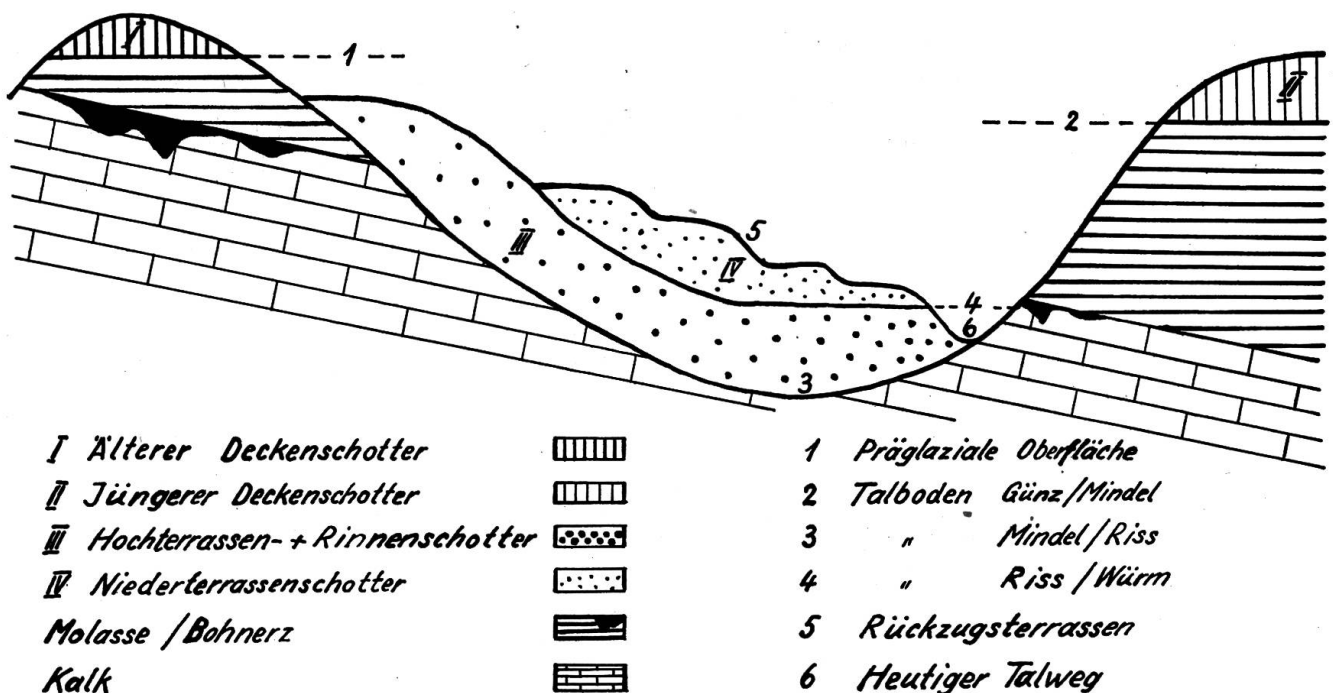 I
1
II
2
5
III
IV
4
6
3
I Älterer Deckenschotter
II Jüngerer Deckenschotter
III Hochterrassen- + Rinnenschotter
IV Niederterrassenschotter
Molasse / Bohnerz
Kalk
1 Präglaziale Oberfläche
2 Talboden Günz/Mindel
3 " Mindel/Riss
4 " Riss/Würm
5 Rückzugsterrassen
6 Heutiger Talweg